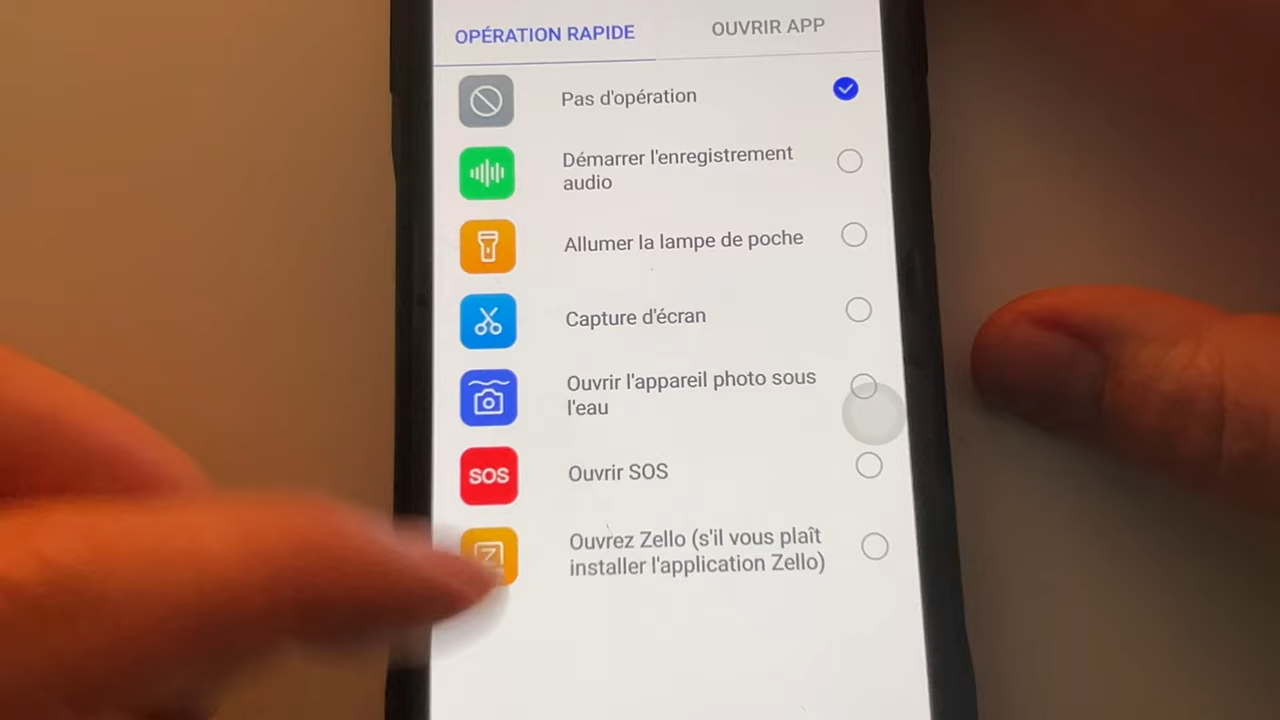 OPÉRATION RAPIDE OUVRIR APP
Pas d'opération
Démarrer l'enregistrement
audio
Allumer la lampe de poche
Capture d'écran
Ouvrir l'appareil photo sous
l'eau
SOS Ouvrir SOS
Ouvrez Zello (s'il vous plaît
installer l'application Zello)
Z